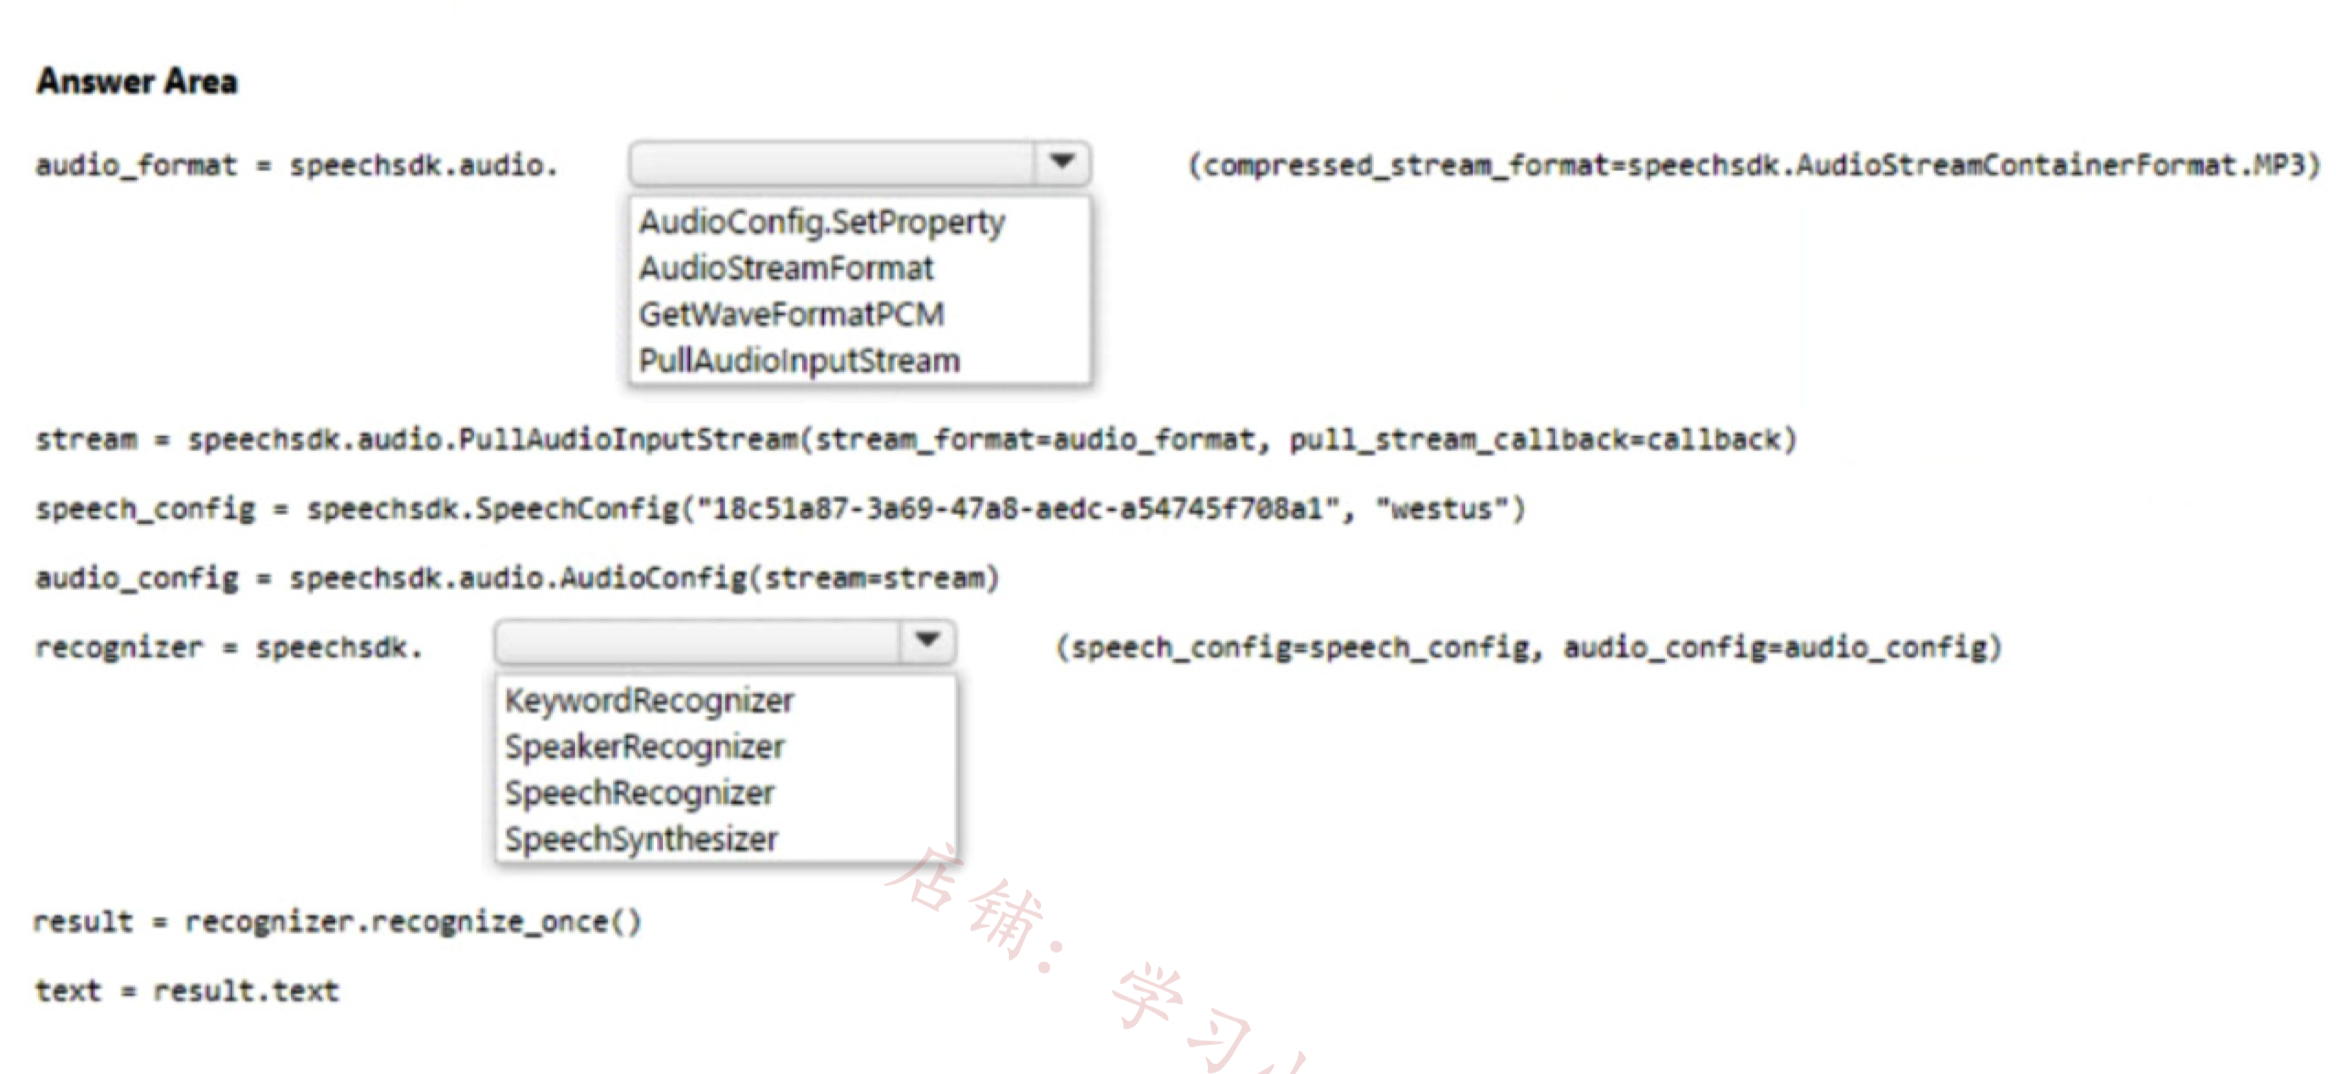 Answer Area
audio_format = speechsdk.audio. (compressed_stream_format=speechsdk.AudioStreamContainerFormat.MP3)
AudioConfig.SetProperty
AudioStreamFormat
GetWaveFormatPCM
PullAudioInputStream
stream = speechsdk.audio.PullAudioInputStream(stream_format=audio_format, pull_stream_callback=callback)
speech_config = speechsdk.SpeechConfig("18c51a87-3a69-47a8-aedc-a54745f708a1", "westus")
audio_config = speechsdk.audio.AudioConfig(stream=stream)
recognizer = speechsdk. (speech_config=speech_config, audio_config=audio_config)
KeywordRecognizer
SpeakerRecognizer
SpeechRecognizer
SpeechSynthesizer
result = recognizer.recognize_once()
text = result.text
店铺：学习